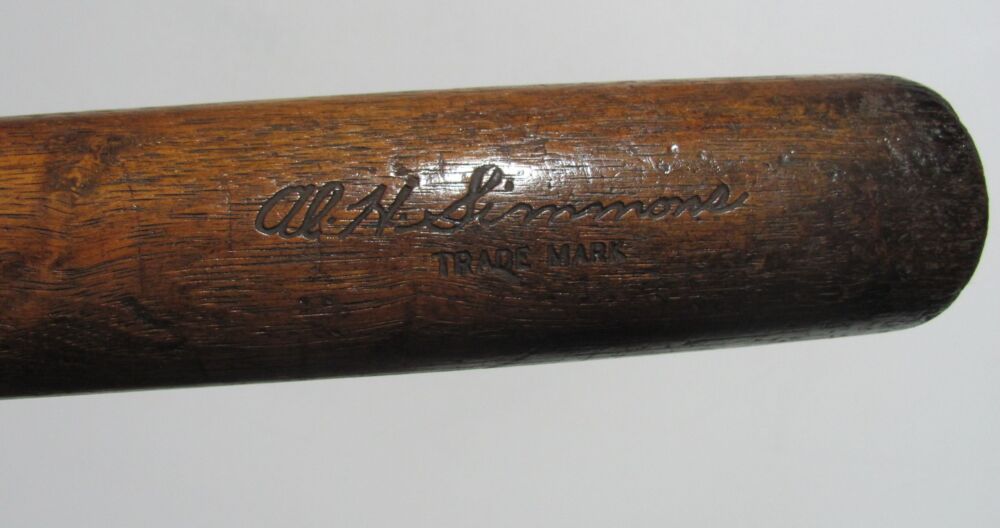 Al. H. Simmons
TRADE MARK